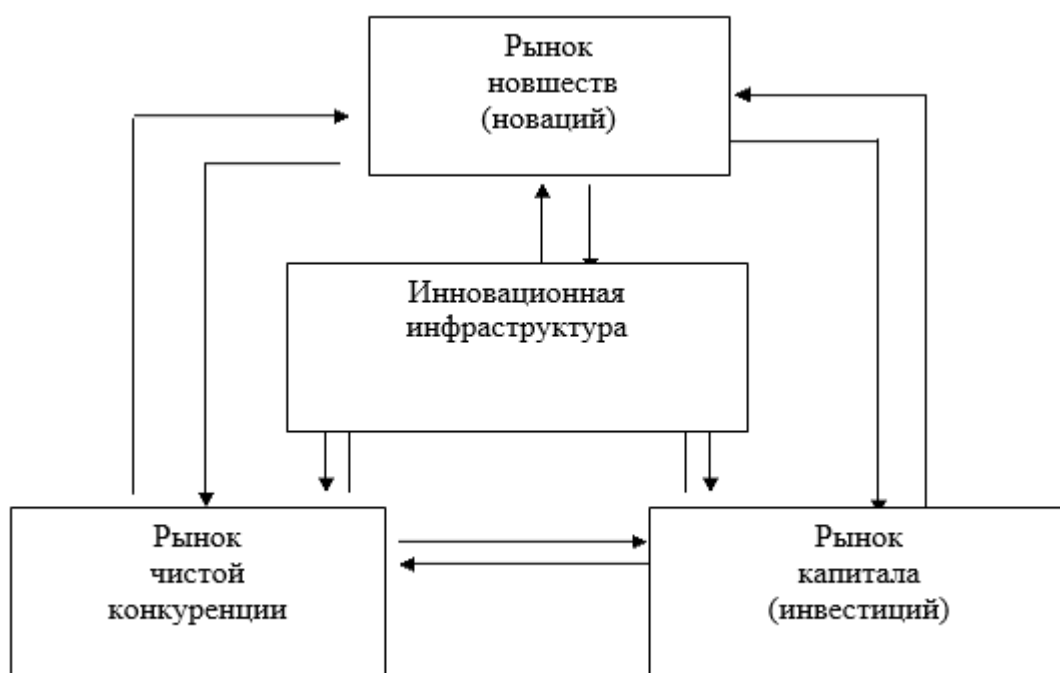 Рынок
новшеств
(новаций)
Инновационная
инфраструктура
Рынок
чистой
конкуренции
Рынок
капитала
(инвестиций)